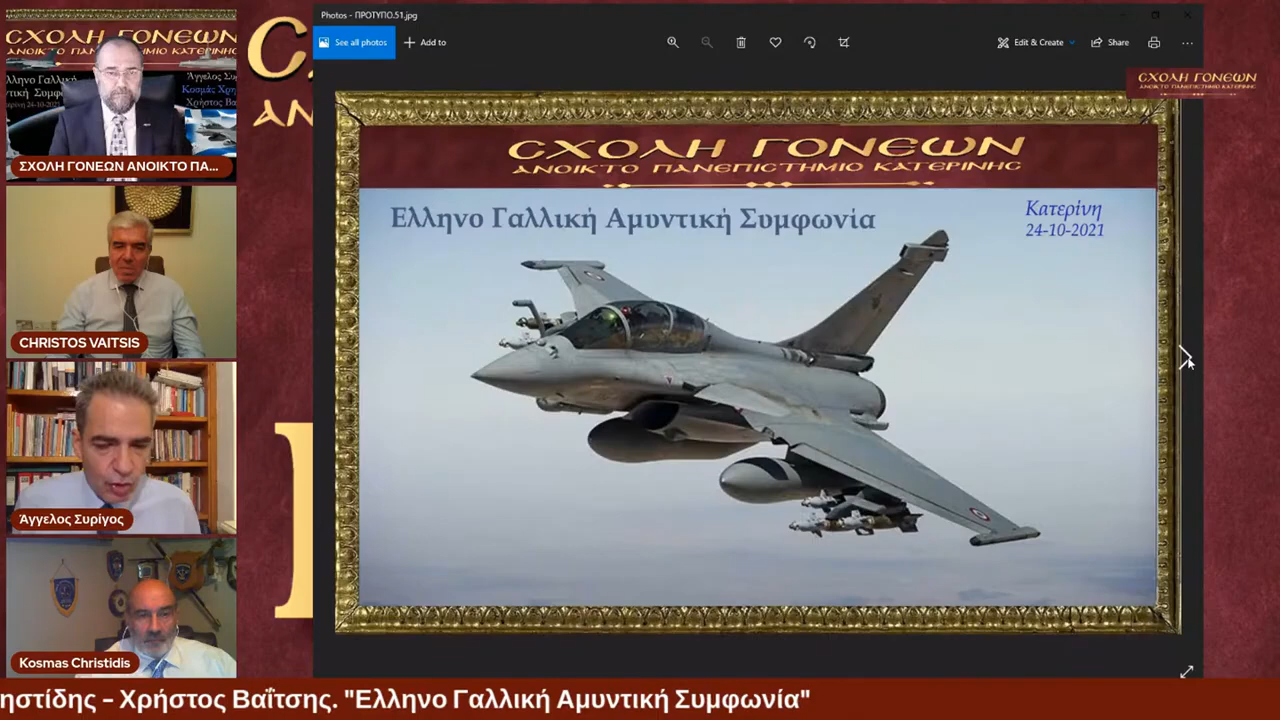 ΣΧΟΛΗ ΓΟΝΕΩΝ
ΑΝΟΙΚΤΟ ΠΑΝΕΠΙΣΤΗΜΙΟ ΚΑΤΕΡΙΝΗΣ
ΣΧΟΛΗ ΓΟΝΕΩΝ ΑΝΟΙΚΤΟ ΠΑ...
CHRISTOS VAITSIS
Άγγελος Συρίγος
Kosmas Christidis
Photos - ΠΡΟΤΥΠΟ.51.jpg
See all photos
Add to
Edit & Create
Share
ΣΧΟΛΗ ΓΟΝΕΩΝ
ΑΝΟΙΚΤΟ ΠΑΝΕΠΙΣΤΗΜΙΟ ΚΑΤΕΡΙΝΗΣ
ΣΧΟΛΗ ΓΟΝΕΩΝ
ΑΝΟΙΚΤΟ ΠΑΝΕΠΙΣΤΗΜΙΟ ΚΑΤΕΡΙΝΗΣ
Ελληνο Γαλλική Αμυντική Συμφωνία
Κατερίνη
24-10-2021
ηστίδης – Χρήστος Βαΐτσης. "Ελληνο Γαλλική Αμυντική Συμφωνία"